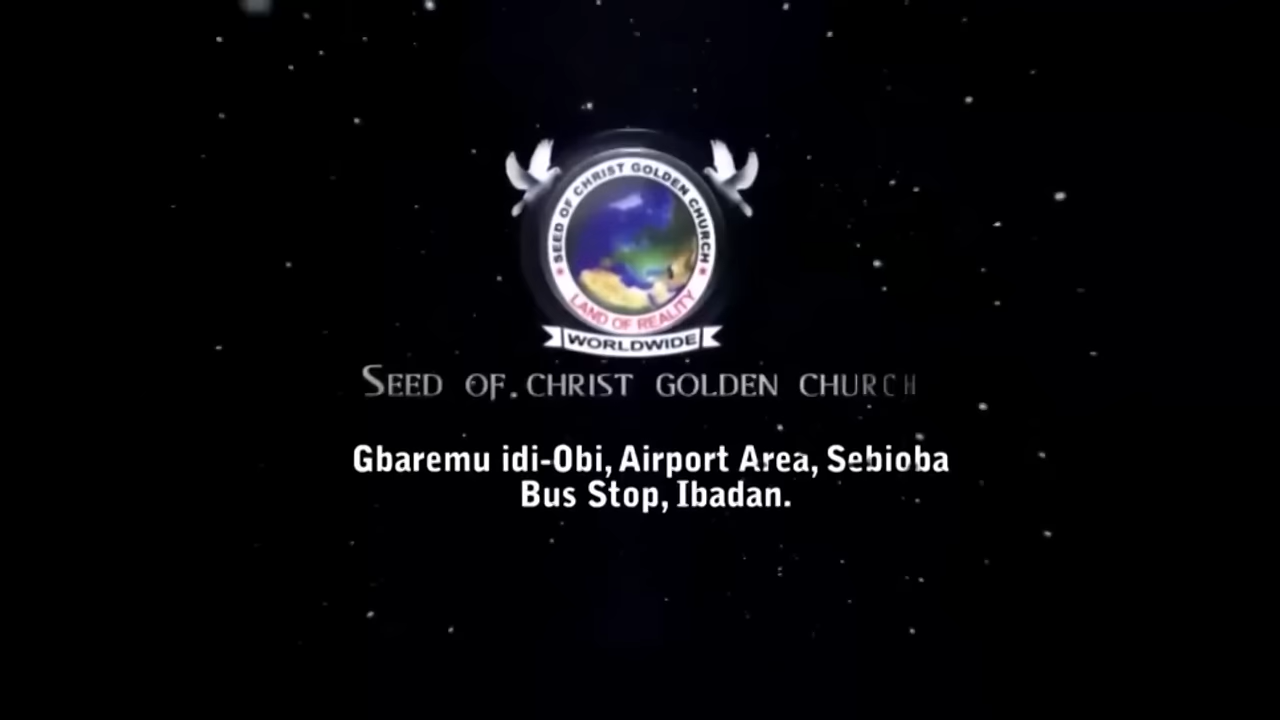 SEED OF CHRIST GOLDEN CHURCH
LAND OF REALITY
WORLDWIDE
SEED OF CHRIST GOLDEN CHURCH
Gbaremu idi-Obi, Airport Area, Sebioba
Bus Stop, Ibadan.